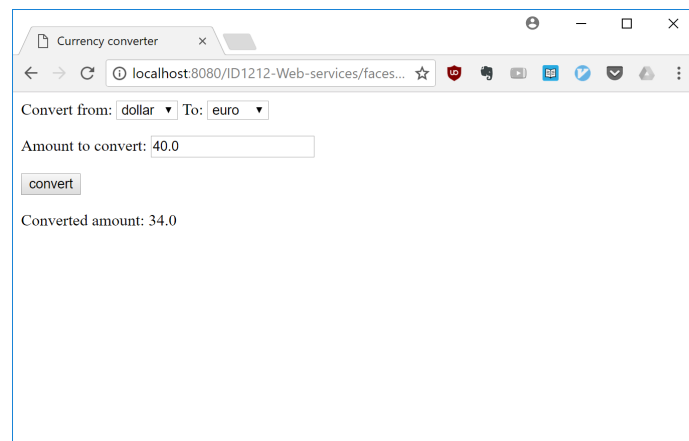 Currency converter
localhost:8080/ID1212-Web-services/faces...
Convert from: dollar To: euro
Amount to convert: 40.0
convert
Converted amount: 34.0